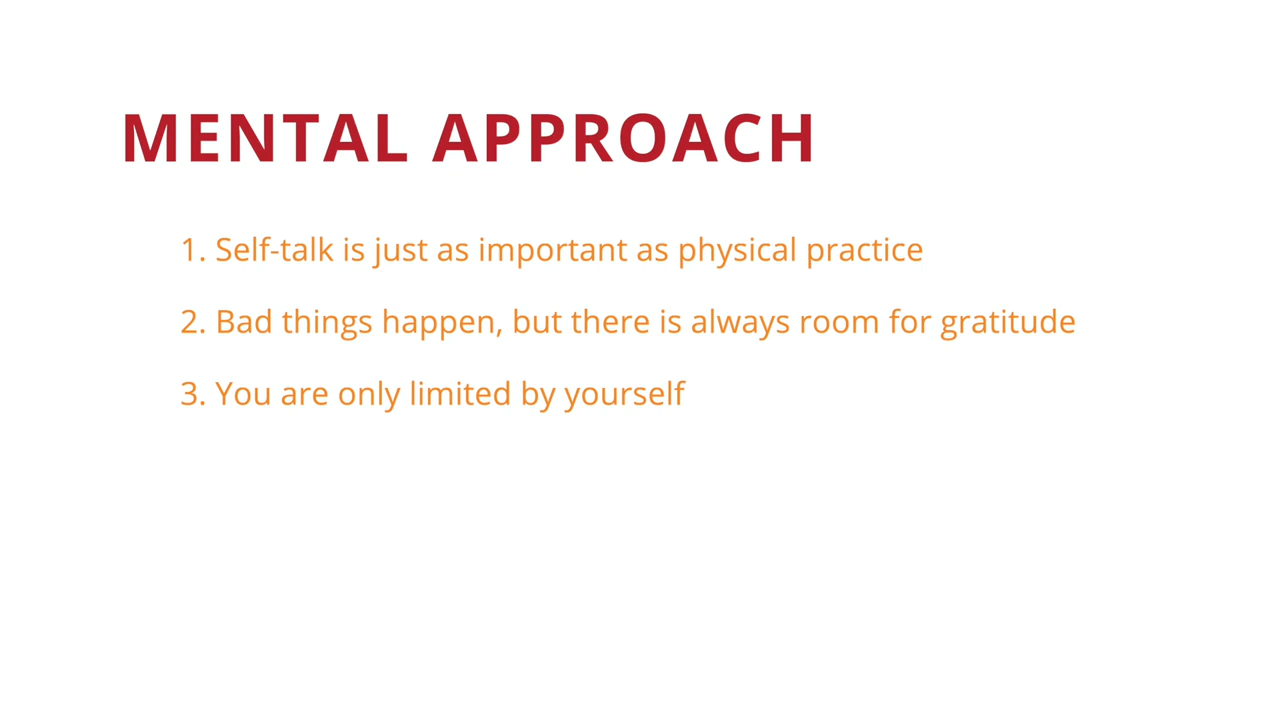 MENTAL APPROACH
1. Self-talk is just as important as physical practice
2. Bad things happen, but there is always room for gratitude
3. You are only limited by yourself